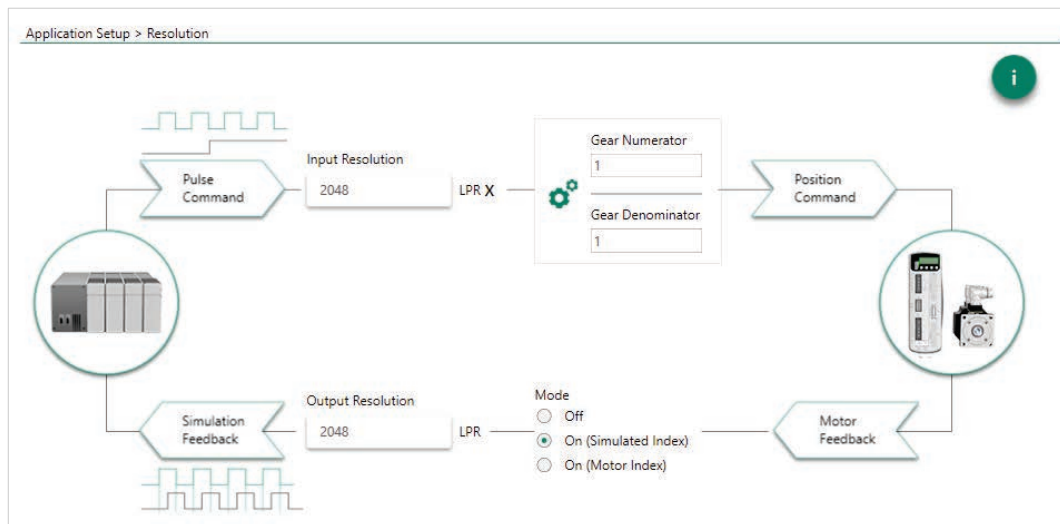 Application Setup > Resolution
i
Pulse
Command
Input Resolution
2048
LPR X
Gear Numerator
1
Gear Denominator
1
Position
Command
Simulation
Feedback
Output Resolution
2048
LPR
Mode
Off
On (Simulated Index)
On (Motor Index)
Motor
Feedback